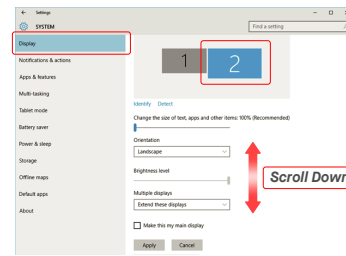 Settings
SYSTEM
Find a setting
Display
Notifications & actions
Apps & features
Multi-tasking
Tablet mode
Battery saver
Power & sleep
Storage
Offline maps
Default apps
About
1
2
Identify Detect
Change the size of text, apps and other items: 100% (Recommended)
Orientation
Landscape
Brightness level
Multiple displays
Extend these displays
Make this my main display
Apply Cancel
Scroll Down